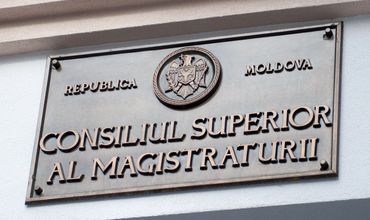 REPUBLICA MOLDOVA
CONSILIUL SUPERIOR
AL MAGISTRATURII